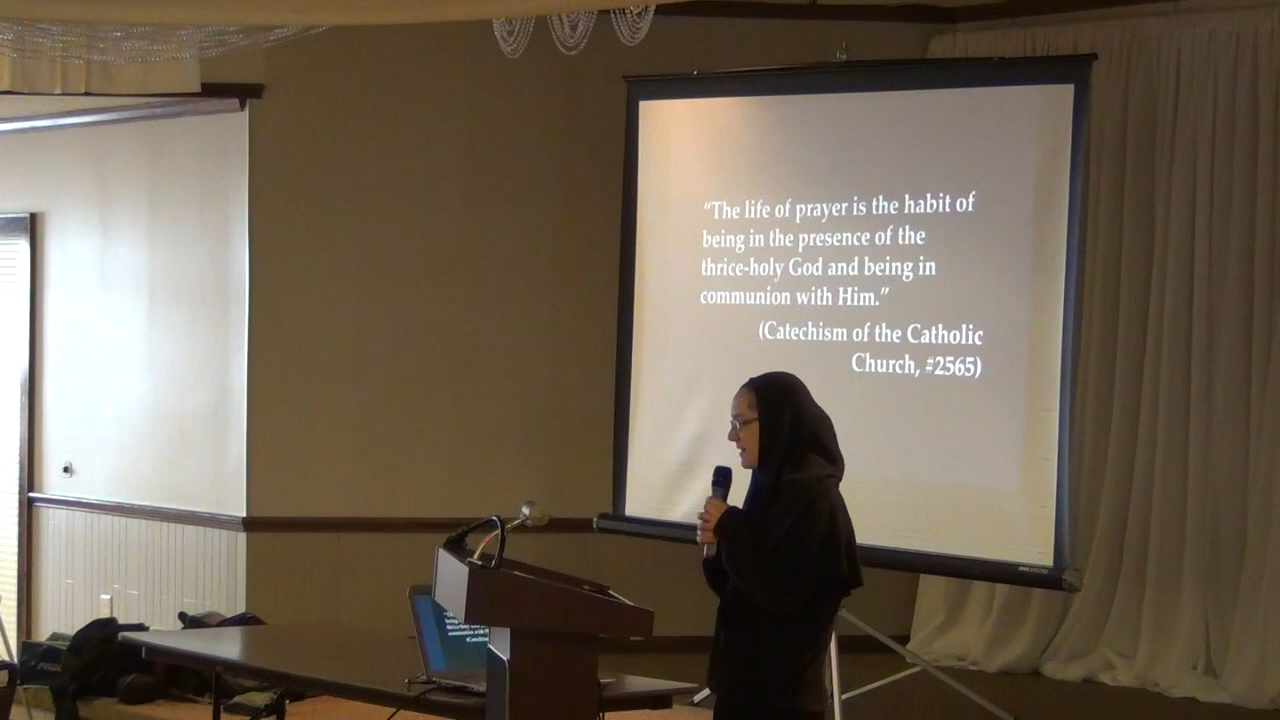 “The life of prayer is the habit of
being in the presence of the
thrice-holy God and being in
communion with Him.”
(Catechism of the Catholic
Church, #2565)